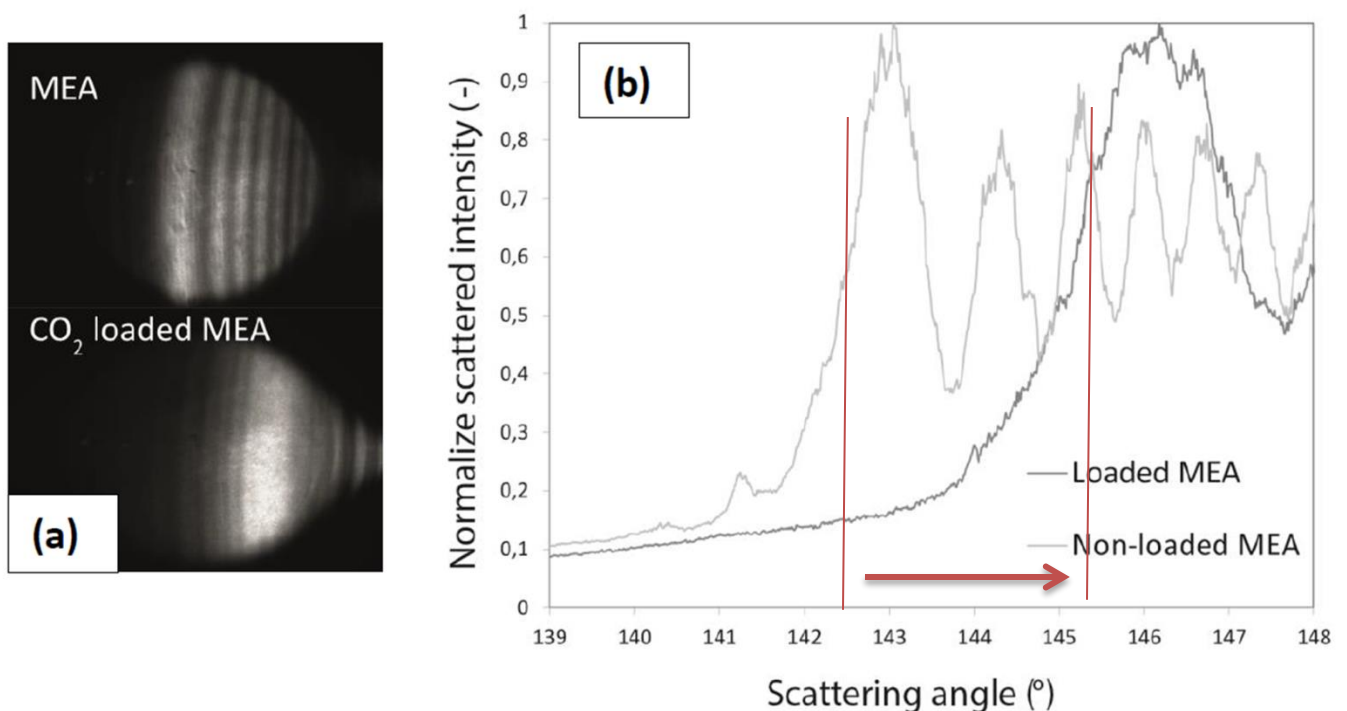 MEA
CO2 loaded MEA
(a)
(b)
Normalize scattered intensity (-)
1
0,9
0,8
0,7
0,6
0,5
0,4
0,3
0,2
0,1
0
Loaded MEA
Non-loaded MEA
139 140 141 142 143 144 145 146 147 148
Scattering angle (º)